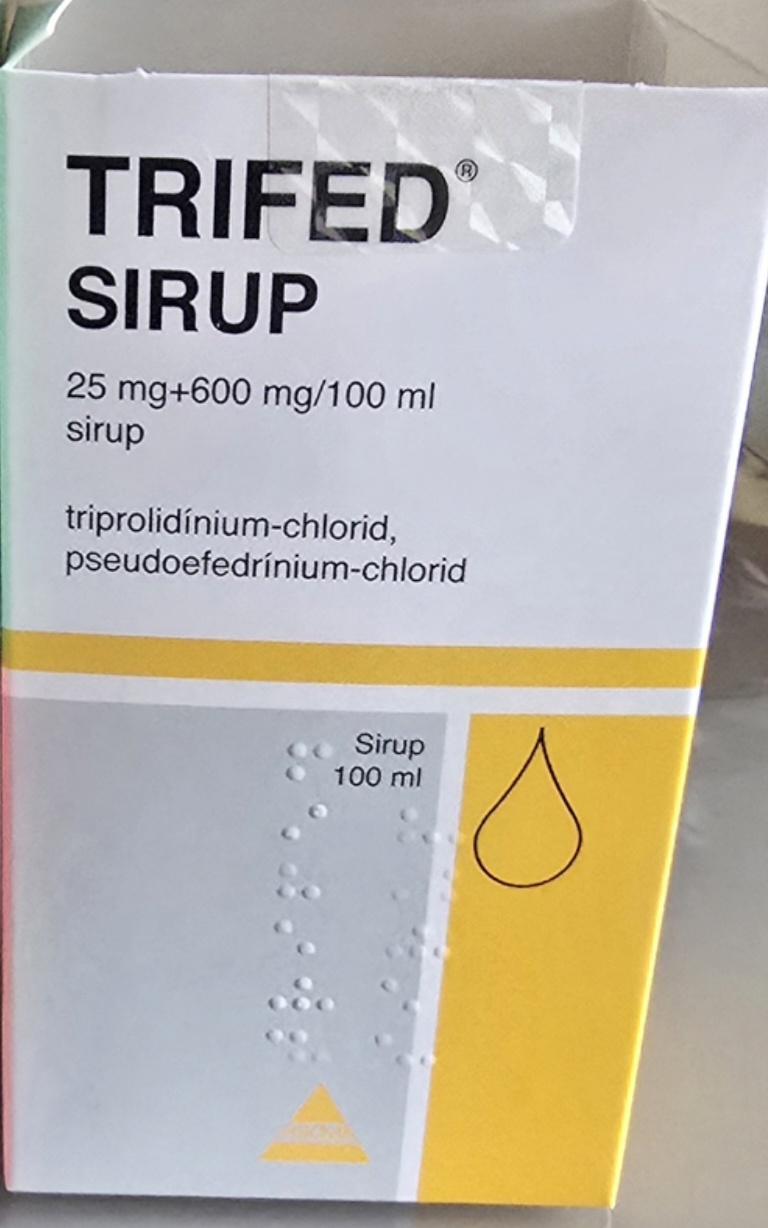 TRIFED®
SIRUP
25 mg+600 mg/100 ml
sirup
triprolidínium-chlorid,
pseudoefedrínium-chlorid
Sirup
100 ml